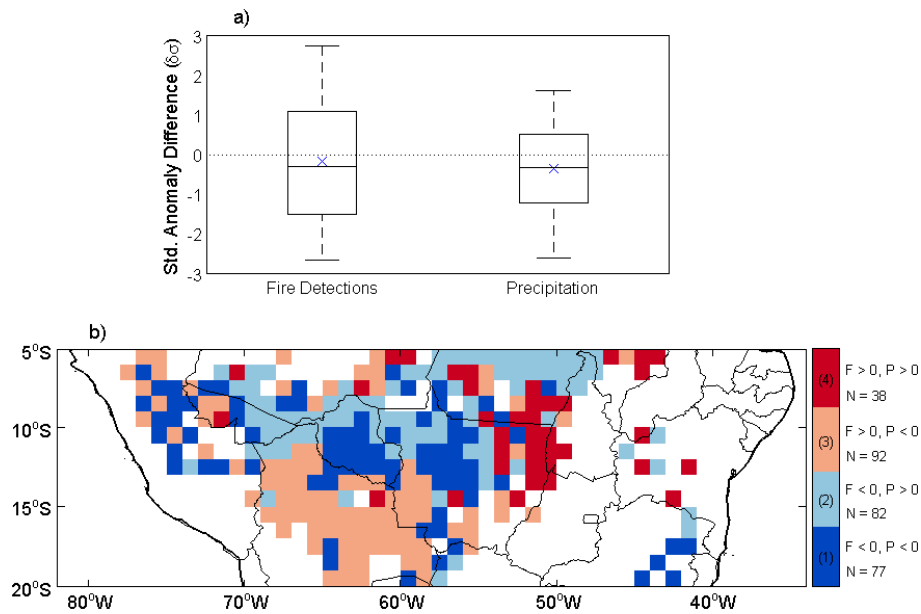 a)
Std. Anomaly Difference (δσ)
3
2
1
0
-1
-2
-3
Fire Detections
Precipitation
b)
5°S
10°S
15°S
20°S
80°W
70°W
60°W
50°W
40°W
(4) F > 0, P > 0
N = 38
(3) F > 0, P < 0
N = 92
(2) F < 0, P > 0
N = 82
(1) F < 0, P < 0
N = 77